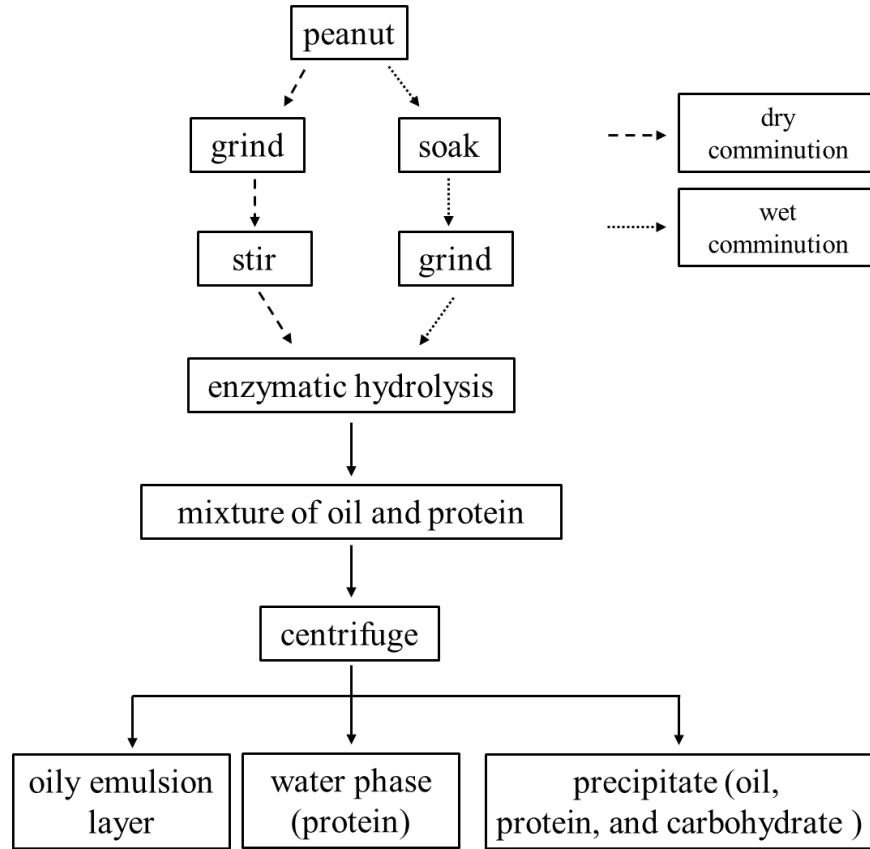 peanut
grind
soak
dry
comminution
stir
grind
wet
comminution
enzymatic hydrolysis
mixture of oil and protein
centrifuge
oily emulsion
layer
water phase
(protein)
precipitate (oil,
protein, and carbohydrate )